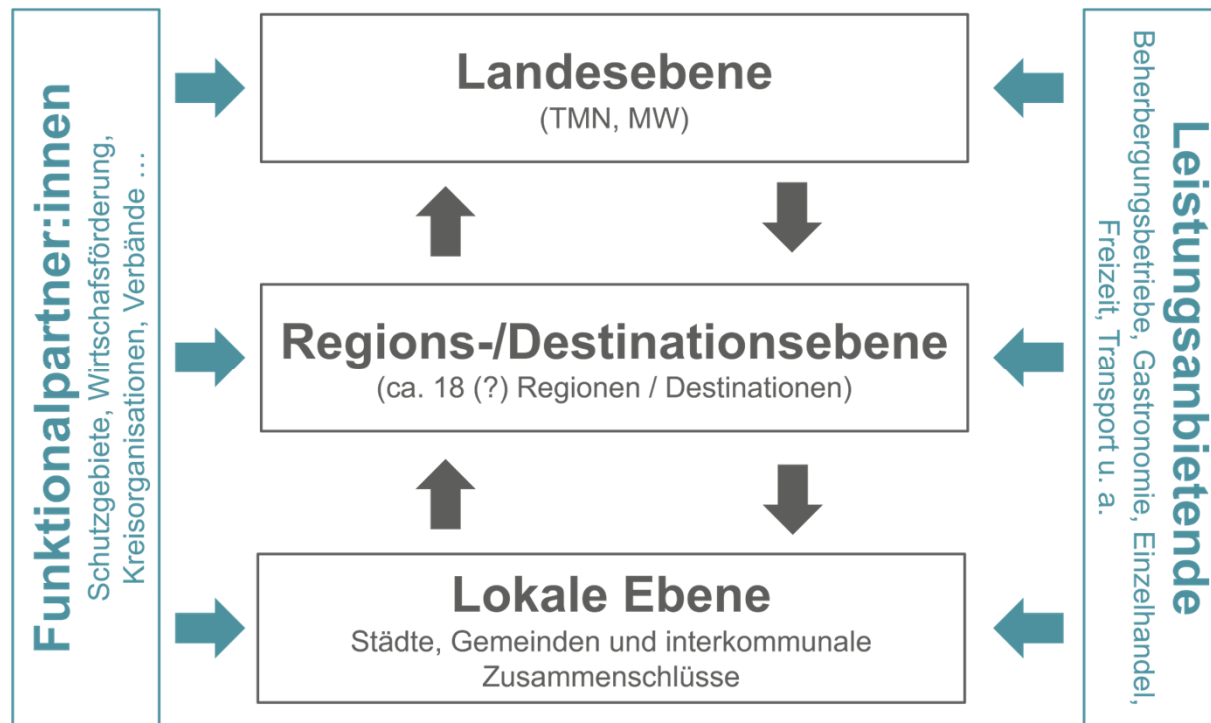 Funktionalpartner:innen
Schutzgebiete, Wirtschafsförderung,
Kreisorganisationen, Verbände ...
Landesebene
(TMN, MW)
Regions-/Destinationsebene
(ca. 18 (?) Regionen / Destinationen)
Lokale Ebene
Städte, Gemeinden und interkommunale
Zusammenschlüsse
Leistungsanbietende
Beherbergungsbetriebe, Gastronomie, Einzelhandel,
Freizeit, Transport u. a.